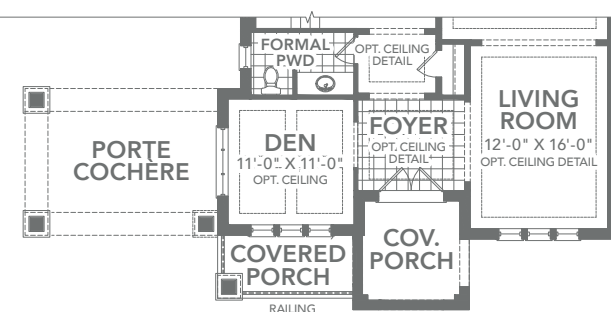 FORMAL
PWD
OPT. CEILING
DETAIL
PORTE
COCHÈRE
DEN
11'-0" X 11'-0"
OPT. CEILING
FOYER
OPT. CEILING
DETAIL
LIVING
ROOM
12'-0" X 16'-0"
OPT. CEILING DETAIL
COVERED
PORCH
COV.
PORCH
RAILING